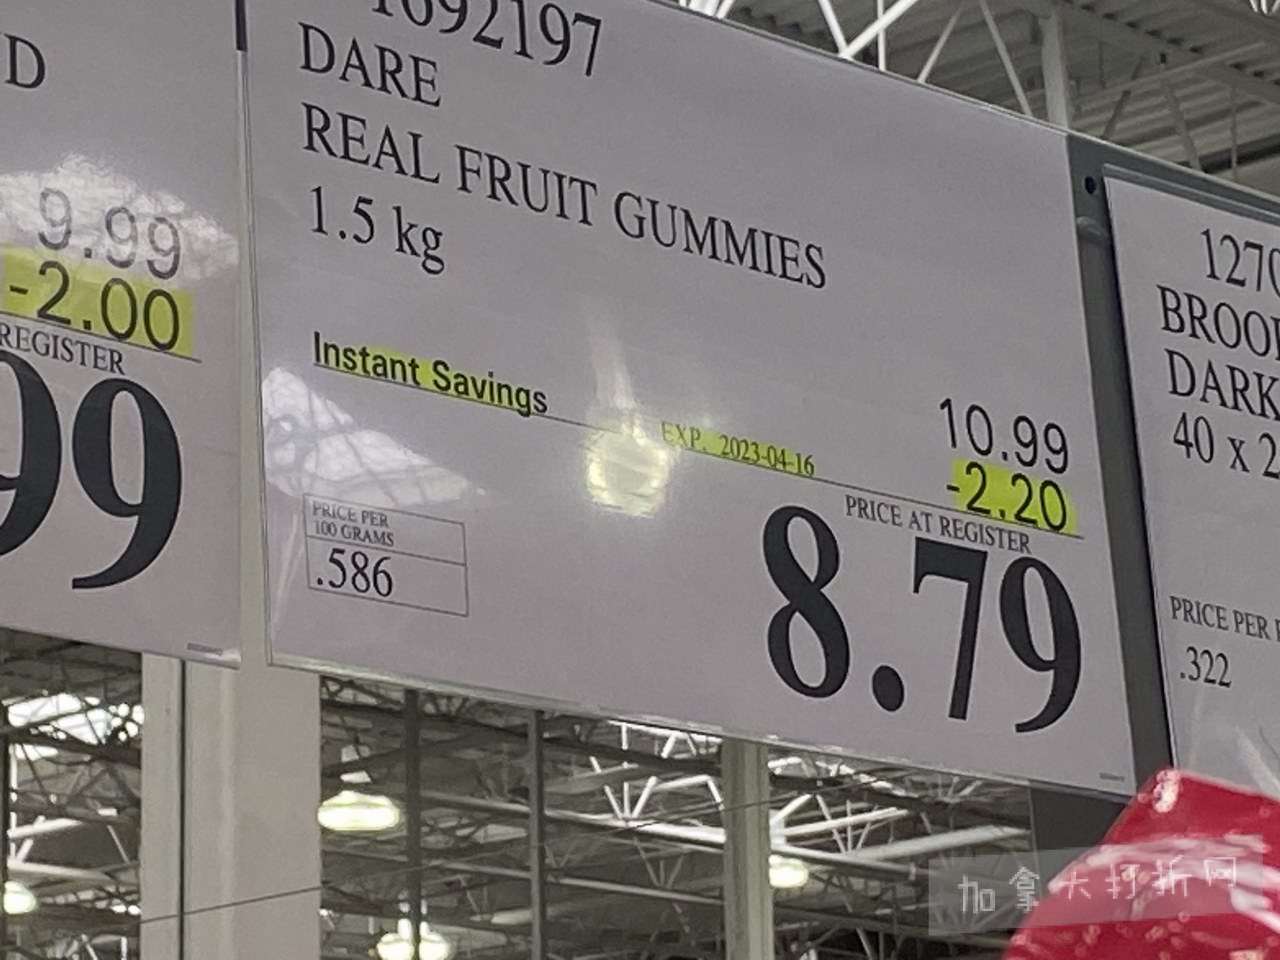 D
9.99
-2.00
REGISTER
99
1692197
DARE
REAL FRUIT GUMMIES
1.5 kg
Instant Savings
EXP. 2023-04-16
10.99
-2.20
PRICE AT REGISTER
8.79
PRICE PER
100 GRAMS
.586
1270
DARK
40 x 2
PRICE PER
.322
加拿大打折网